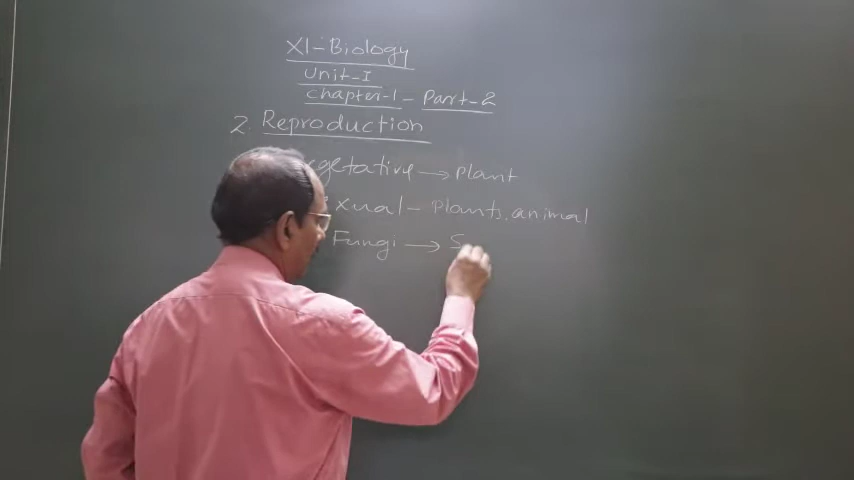 XI-Biology
Unit-I
Chapter-1 - Part-2
2. Reproduction
getative → plant
xual - Plants, animal
Fungi → S